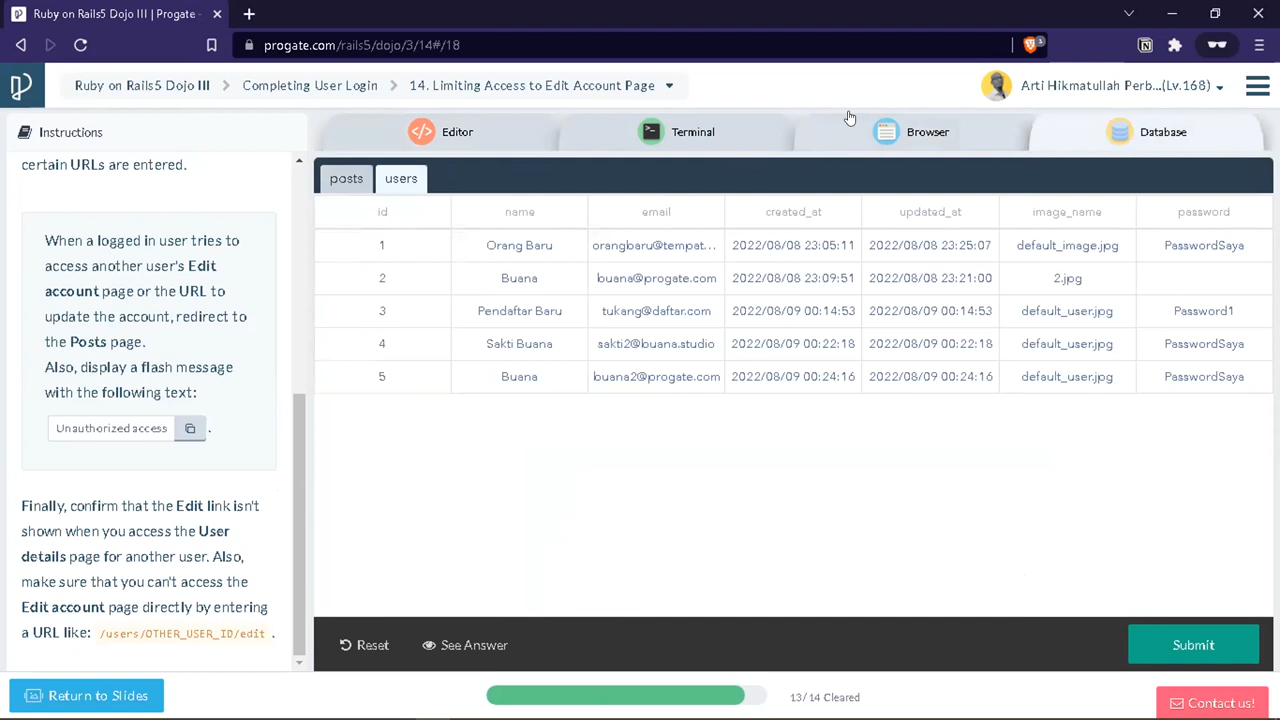 Ruby on Rails5 Dojo III | Progate -
progate.com/rails5/dojo/3/14#/18
3
Ruby on Rails5 Dojo III
Completing User Login
14. Limiting Access to Edit Account Page
Arti Hikmatullah Perb...(Lv.168)
Instructions
Editor
Terminal
Browser
Database
certain URLs are entered.
When a logged in user tries to
access another user's Edit
account page or the URL to
update the account, redirect to
the Posts page.
Also, display a flash message
with the following text:
Unauthorized access .
Finally, confirm that the Edit link isn't
shown when you access the User
details page for another user. Also,
make sure that you can't access the
Edit account page directly by entering
a URL like: /users/OTHER_USER_ID/edit .
posts users
id name email created_at updated_at image_name password
1 Orang Baru orangbaru@tempat... 2022/08/08 23:05:11 2022/08/08 23:25:07 default_image.jpg PasswordSaya
2 Buana buana@progate.com 2022/08/08 23:09:51 2022/08/08 23:21:00 2.jpg
3 Pendaftar Baru tukang@daftar.com 2022/08/09 00:14:53 2022/08/09 00:14:53 default_user.jpg Password1
4 Sakti Buana sakti2@buana.studio 2022/08/09 00:22:18 2022/08/09 00:22:18 default_user.jpg PasswordSaya
5 Buana buana2@progate.com 2022/08/09 00:24:16 2022/08/09 00:24:16 default_user.jpg PasswordSaya
Reset
See Answer
Submit
Return to Slides
13/14 Cleared
Contact us!